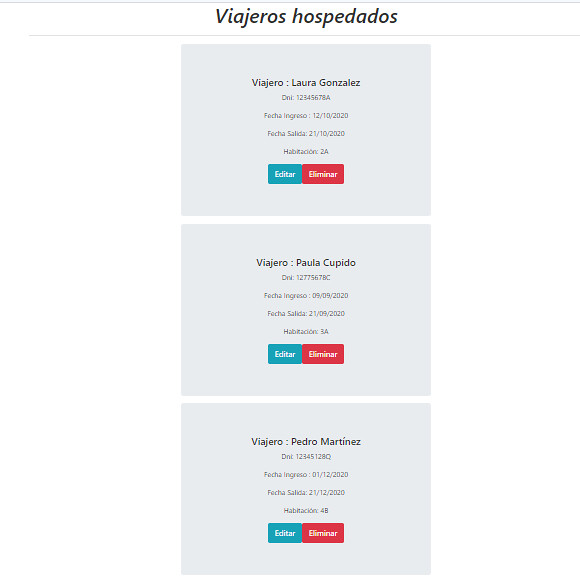 Viajeros hospedados
Viajero : Laura Gonzalez
Dni: 12345678A
Fecha Ingreso : 12/10/2020
Fecha Salida: 21/10/2020
Habitación: 2A
Editar Eliminar
Viajero : Paula Cupido
Dni: 12775678C
Fecha Ingreso : 09/09/2020
Fecha Salida: 21/09/2020
Habitación: 3A
Editar Eliminar
Viajero : Pedro Martínez
Dni: 12345128Q
Fecha Ingreso : 01/12/2020
Fecha Salida: 21/12/2020
Habitación: 4B
Editar Eliminar